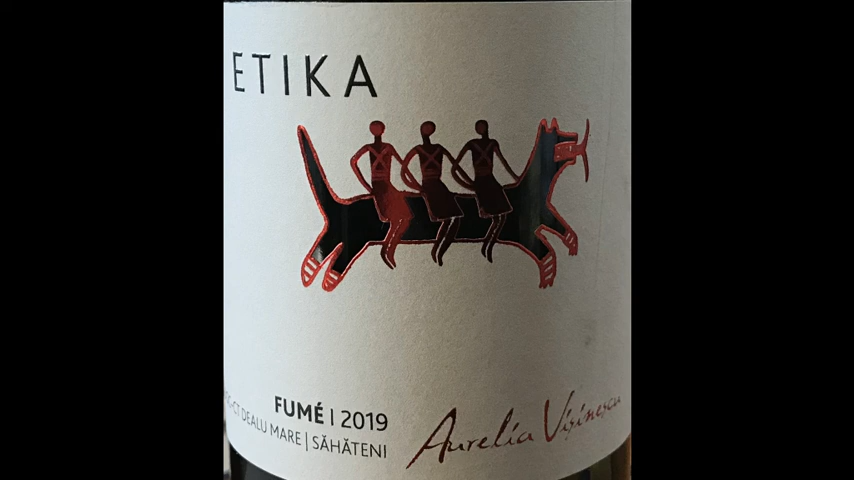 ETIKA
FUMÉ | 2019
DEALU MARE | SĂHĂTENI
Aurelia Vișinescu